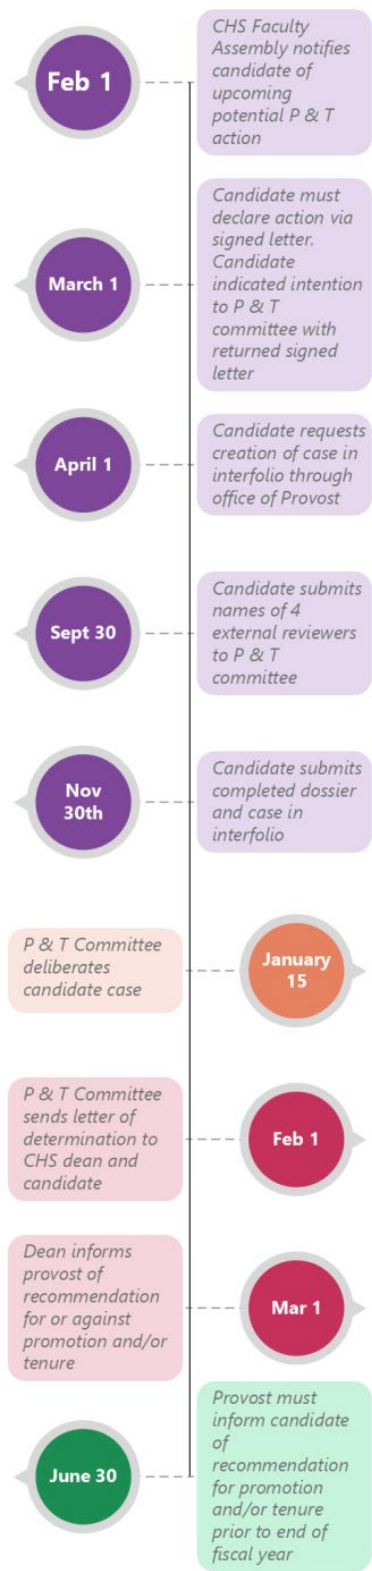 Feb 1
CHS Faculty
Assembly notifies
candidate of
upcoming
potential P & T
action
March 1
Candidate must
declare action via
signed letter.
Candidate
indicated intention
to P & T
committee with
returned signed
letter
April 1
Candidate requests
creation of case in
interfolio through
office of Provost
Sept 30
Candidate submits
names of 4
external reviewers
to P & T
committee
Nov
30th
Candidate submits
completed dossier
and case in
interfolio
P & T Committee
deliberates
candidate case
January
15
P & T Committee
sends letter of
determination to
CHS dean and
candidate
Feb 1
Dean informs
provost of
recommendation
for or against
promotion and/or
tenure
Mar 1
June 30
Provost must
inform candidate
of
recommendation
for promotion
and/or tenure
prior to end of
fiscal year